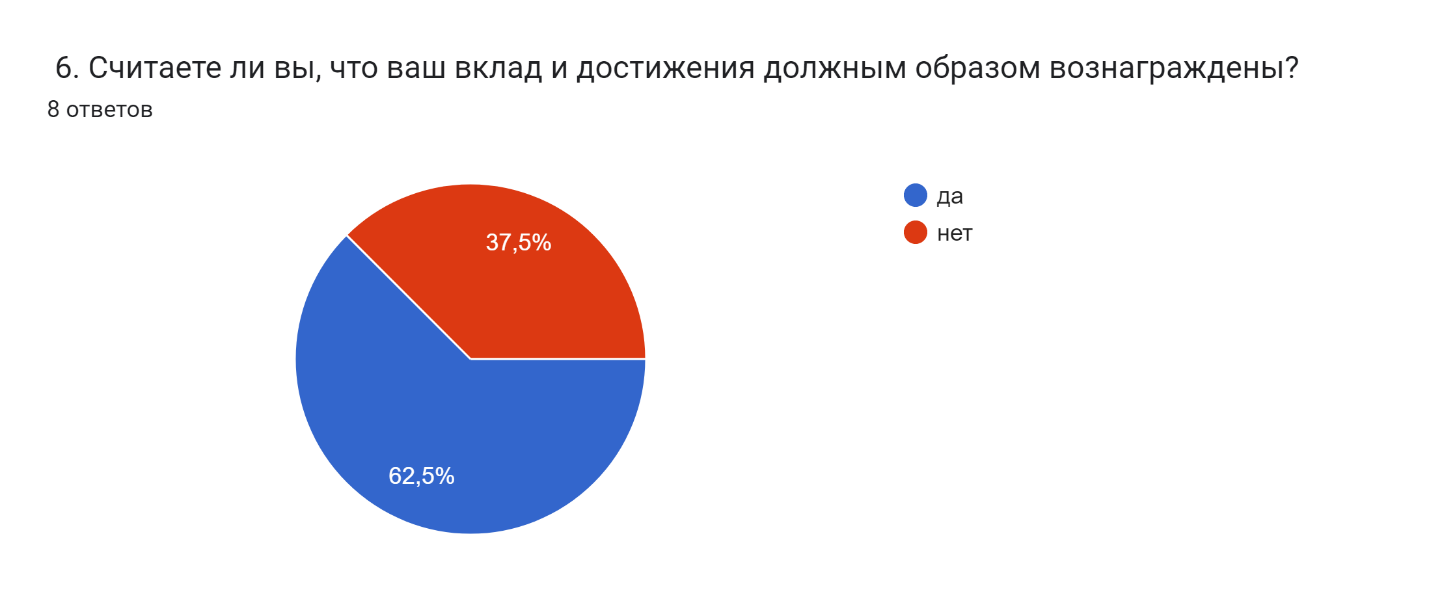 6. Считаете ли вы, что ваш вклад и достижения должным образом вознаграждены?
8 ответов
да
нет
37,5%
62,5%